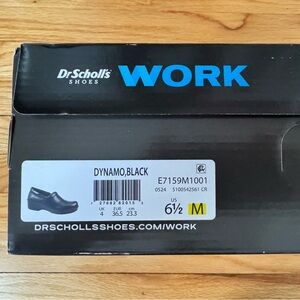 Dr.Scholl's WORK
SHOES
DYNAMO,BLACK
E7159M1001
0524 5100542561 CR
UK EUR cm
4 36.5 23.3
US
6½ M
DRSCHOLLSSHOES.COM/WORK